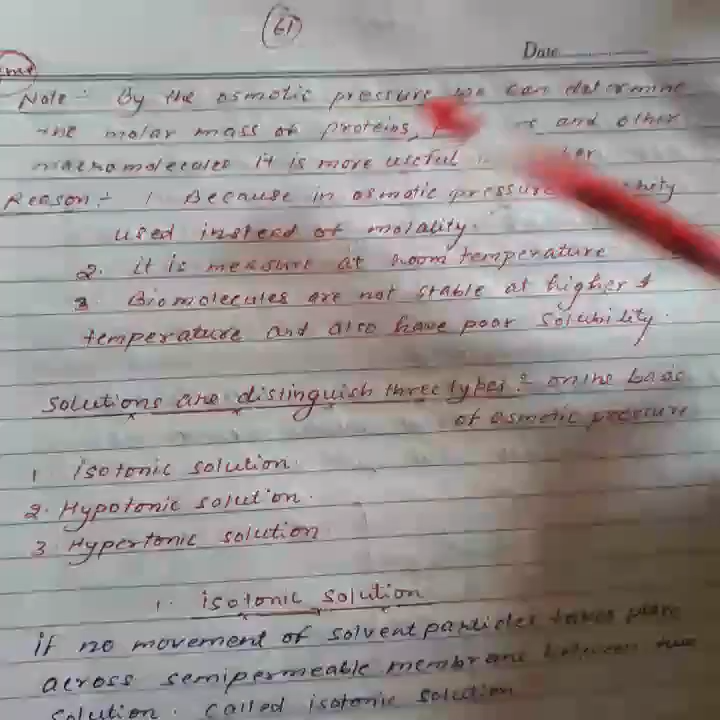 61
Date
Note :- By the osmotic pressure we can determine
the molar mass of proteins, and other
macromolecules it is more useful
Reason :- 1. Because in osmotic pressure
used instead of molality.
2. it is measure at room temperature
3 Biomolecules are not stable at higher
temperature and also have poor solubility.
Solutions are distinguish three types :- on the basis
of osmotic pressure
1. isotonic solution.
2. Hypotonic solution.
3. Hypertonic solution
1. isotonic solution
if no movement of solvent particles takes place
across semipermeable membrane between two
solution. called isotonic solution